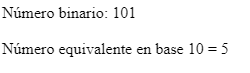 Número binario: 101
Número equivalente en base 10 = 5